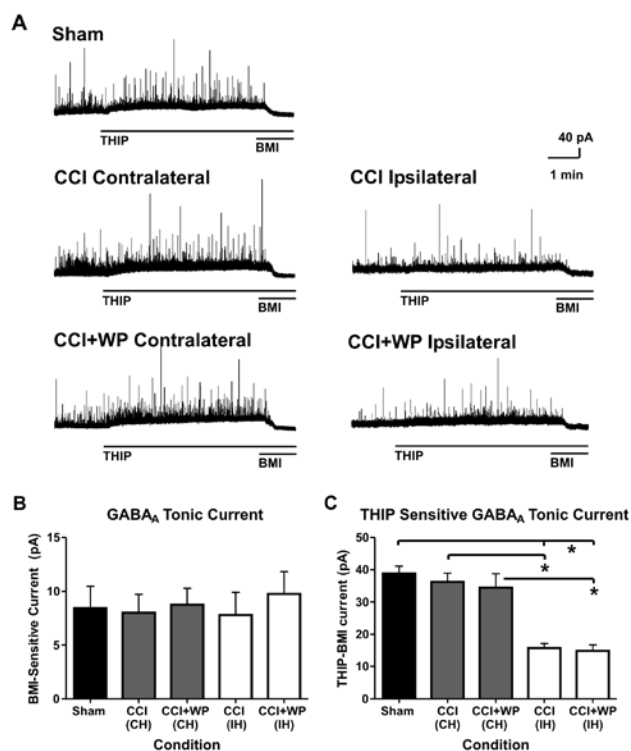 A
Sham
THIP
BMI
40 pA
1 min
CCI Contralateral
CCI Ipsilateral
THIP
BMI
THIP
BMI
CCI+WP Contralateral
CCI+WP Ipsilateral
THIP
BMI
THIP
BMI
B
GABAA Tonic Current
BMI-Sensitive Current (pA)
15
10
5
0
Sham
CCI (CH)
CCI+WP (CH)
CCI (IH)
CCI+WP (IH)
Condition
C
THIP Sensitive GABAA Tonic Current
THIP-BMI current (pA)
50
40
30
20
10
0
*
*
*
Sham
CCI (CH)
CCI+WP (CH)
CCI (IH)
CCI+WP (IH)
Condition